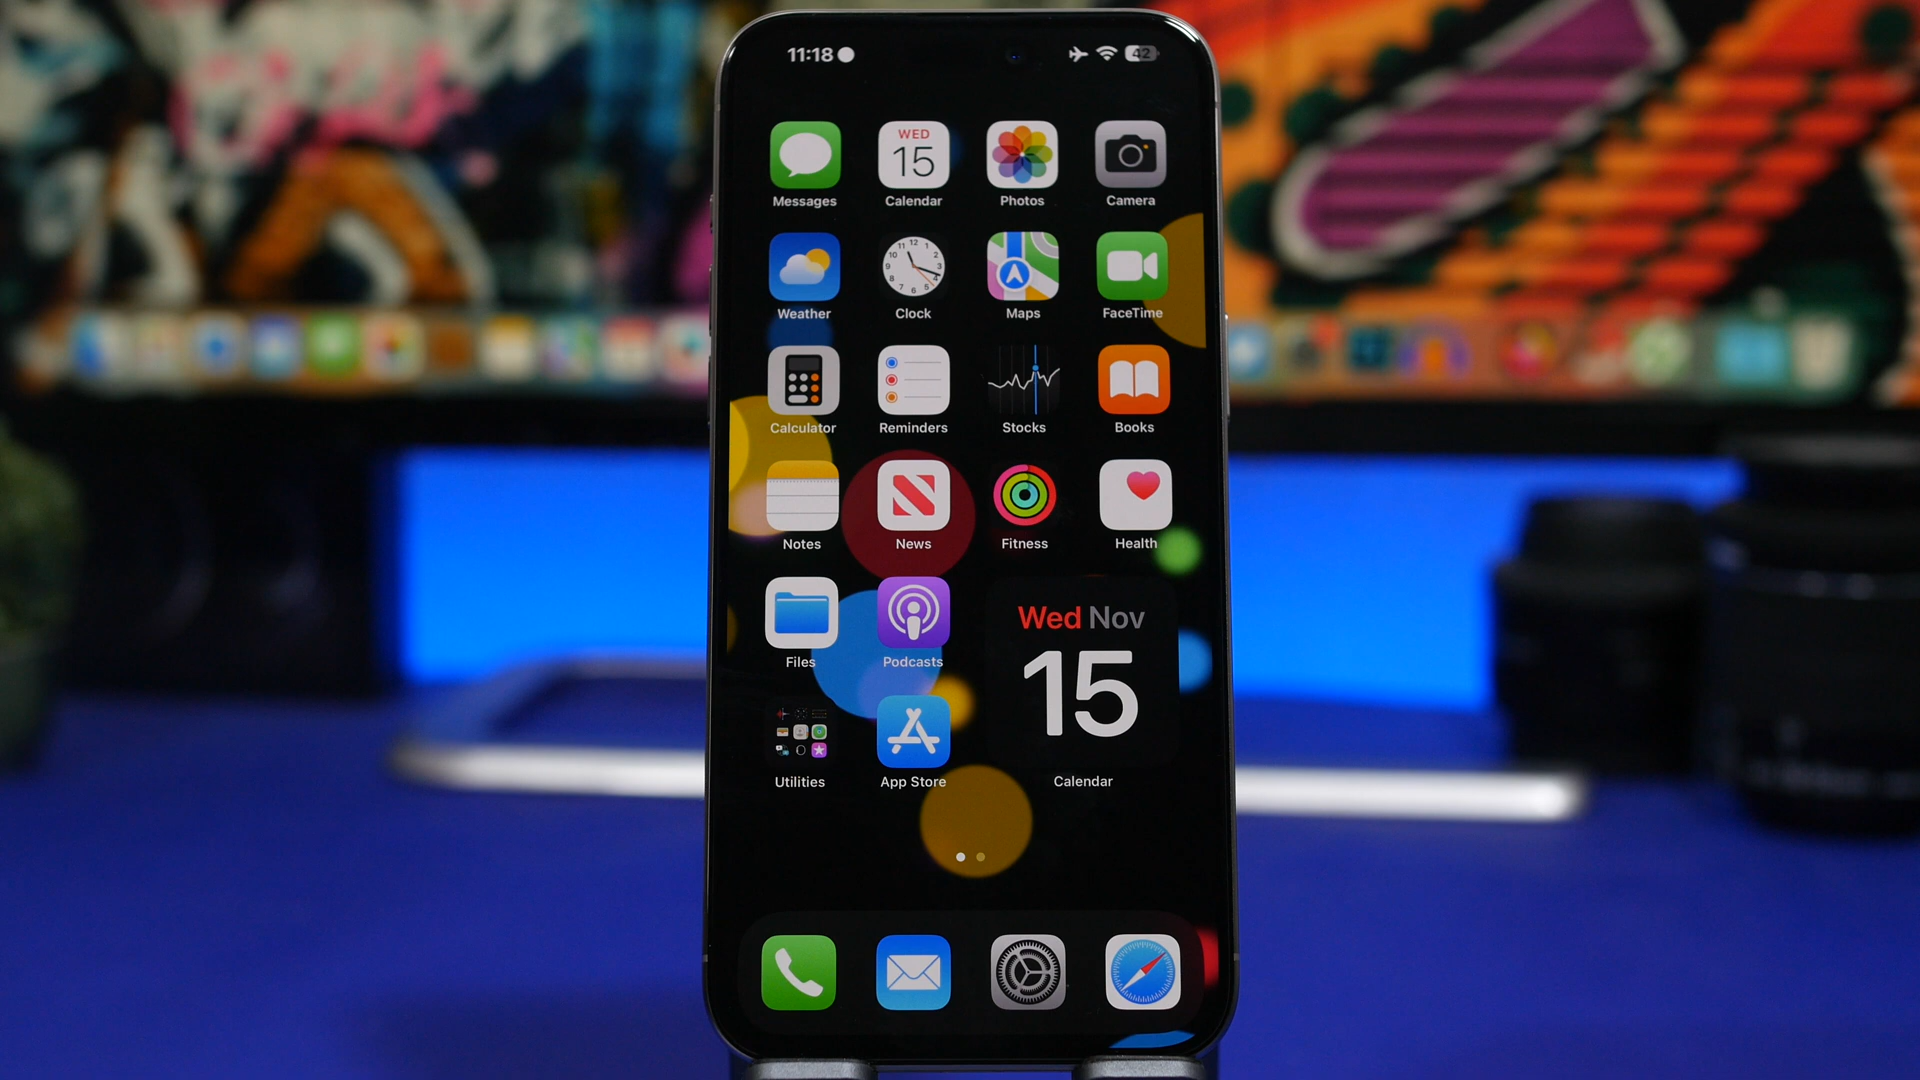 11:18 42
WED
15
Messages Calendar Photos Camera
Weather Clock Maps FaceTime
Calculator Reminders Stocks Books
Notes News Fitness Health
Wed Nov
15
Files Podcasts
Utilities App Store Calendar